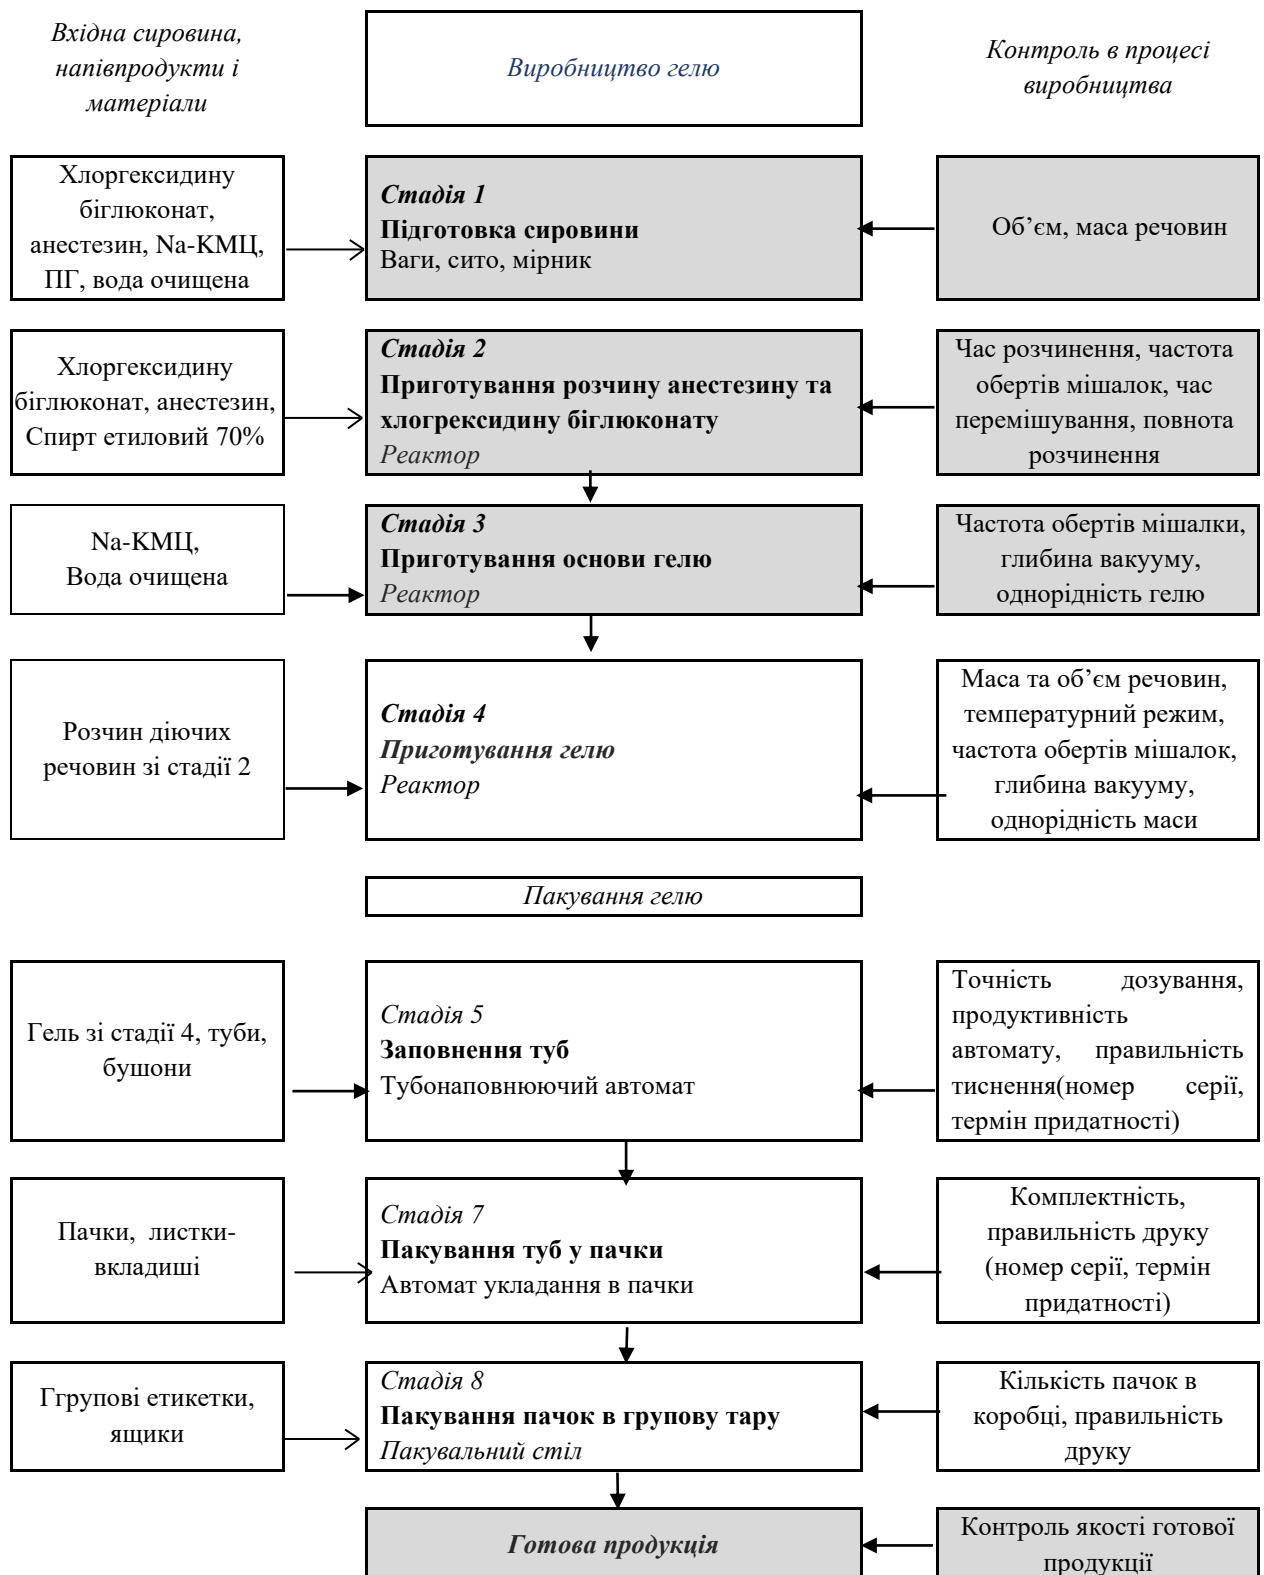 Вхідна сировина,
напівпродукти і
матеріали
Виробництво гелю
Контроль в процесі
виробництва
Хлоргексидину
біглюконат,
анестезин, Na-КМЦ,
ПГ, вода очищена
Стадія 1
Підготовка сировини
Ваги, сито, мірник
Об’єм, маса речовин
Хлоргексидину
біглюконат, анестезин,
Спирт етиловий 70%
Стадія 2
Приготування розчину анестезину та
хлогрексидину біглюконату
Реактор
Час розчинення, частота
обертів мішалок, час
перемішування, повнота
розчинення
Na-КМЦ,
Вода очищена
Стадія 3
Приготування основи гелю
Реактор
Частота обертів мішалки,
глибина вакууму,
однорідність гелю
Розчин діючих
речовин зі стадії 2
Стадія 4
Приготування гелю
Реактор
Маса та об’єм речовин,
температурний режим,
частота обертів мішалок,
глибина вакууму,
однорідність маси
Пакування гелю
Гель зі стадії 4, туби,
бушони
Стадія 5
Заповнення туб
Тубонаповнюючий автомат
Точність дозування,
продуктивність
автомату, правильність
тиснення(номер серії,
термін придатності)
Пачки, листки-
вкладиші
Стадія 7
Пакування туб у пачки
Автомат укладання в пачки
Комплектність,
правильність друку
(номер серії, термін
придатності)
Ггрупові етикетки,
ящики
Стадія 8
Пакування пачок в групову тару
Пакувальний стіл
Кількість пачок в
коробці, правильність
друку
Готова продукція
Контроль якості готової
продукції